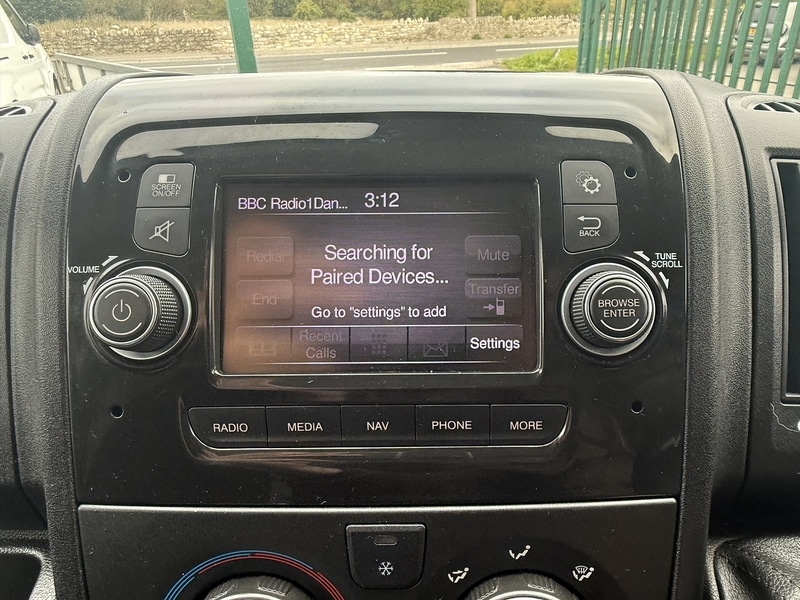 SCREEN
ON/OFF
VOLUME
BBC Radio1Dan... 3:12
Redial
Searching for
Paired Devices...
Mute
End
Transfer
Go to "settings" to add
Recent
Calls
Settings
BACK
TUNE
SCROLL
BROWSE
ENTER
RADIO
MEDIA
NAV
PHONE
MORE